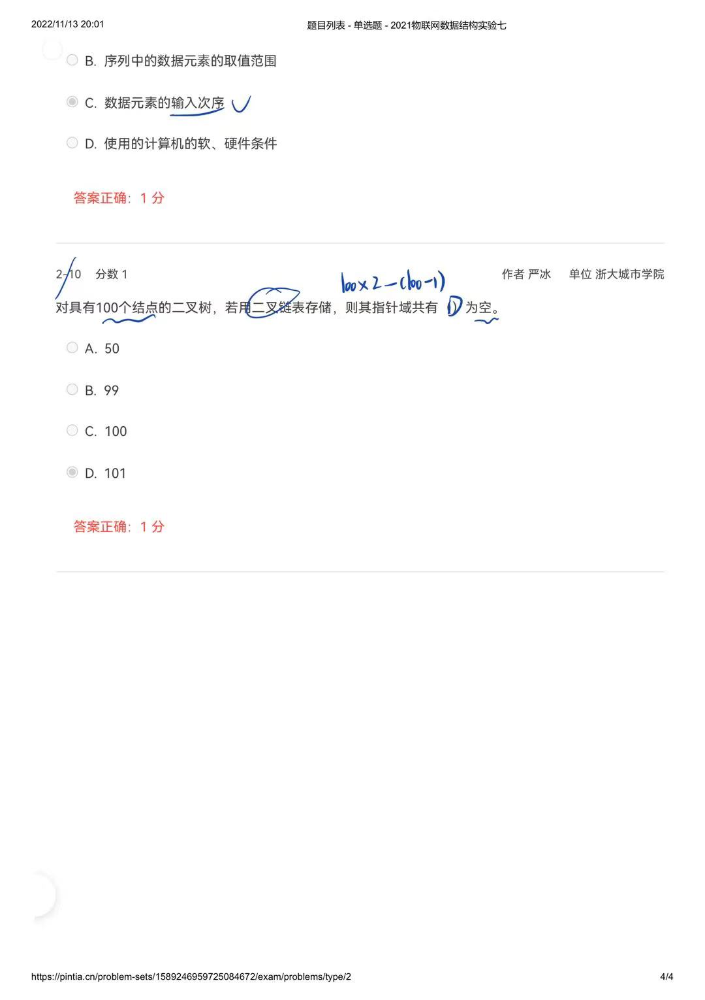 2022/11/13 20:01 题目列表 - 单选题 - 2021物联网数据结构实验七
B. 序列中的数据元素的取值范围
C. 数据元素的输入次序
D. 使用的计算机的软、硬件条件
答案正确：1 分
2-10 分数 1 作者 严冰 单位 浙大城市学院
100×2-(100-1)
对具有100个结点的二叉树，若用二叉链表存储，则其指针域共有 D 为空。
A. 50
B. 99
C. 100
D. 101
答案正确：1 分
https://pintia.cn/problem-sets/1589246959725084672/exam/problems/type/2 4/4